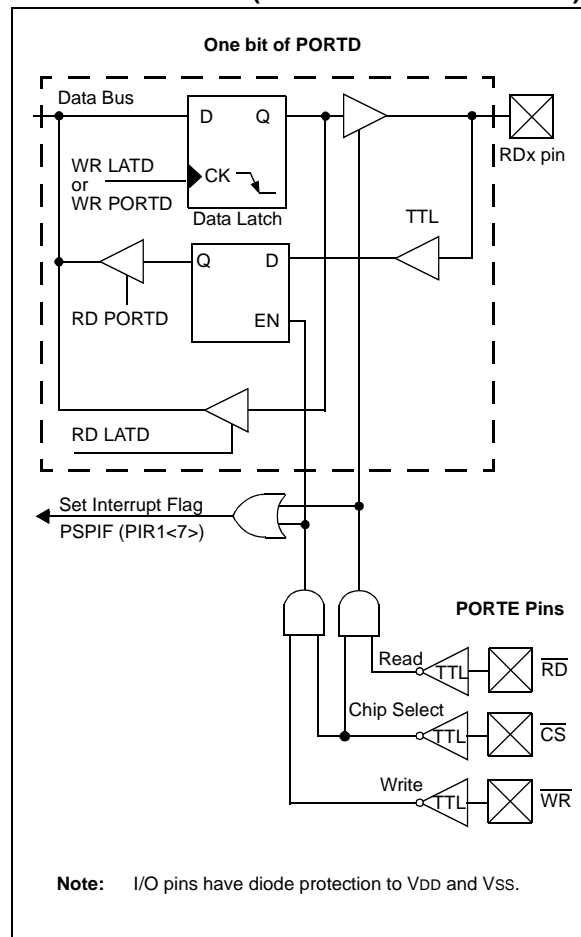 One bit of PORTD
Data Bus
D Q
RDx pin
WR LATD
or
WR PORTD
CK
Data Latch
TTL
Q D
RD PORTD
EN
RD LATD
Set Interrupt Flag
PSPIF (PIR1<7>)
PORTE Pins
Read
TTL
RD
Chip Select
TTL
CS
Write
TTL
WR
Note: I/O pins have diode protection to VDD and VSS.